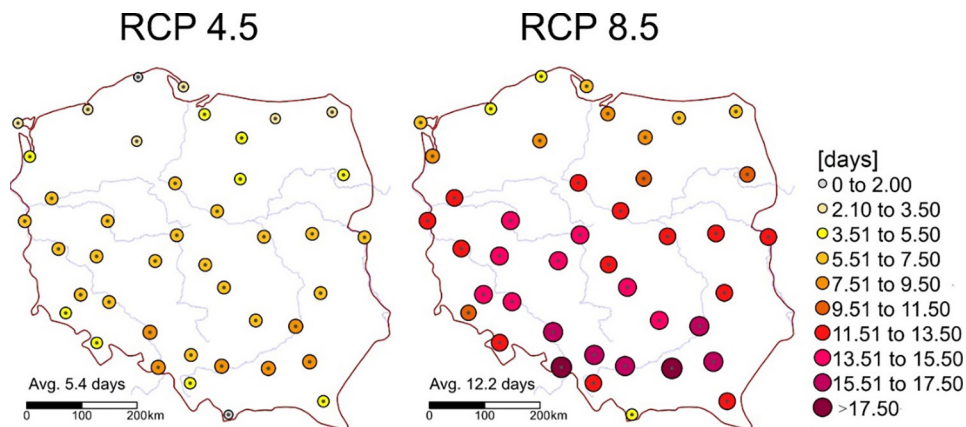 RCP 4.5
RCP 8.5
[days]
0 to 2.00
2.10 to 3.50
3.51 to 5.50
5.51 to 7.50
7.51 to 9.50
9.51 to 11.50
11.51 to 13.50
13.51 to 15.50
15.51 to 17.50
>17.50
Avg. 5.4 days
0 100 200km
Avg. 12.2 days
0 100 200km